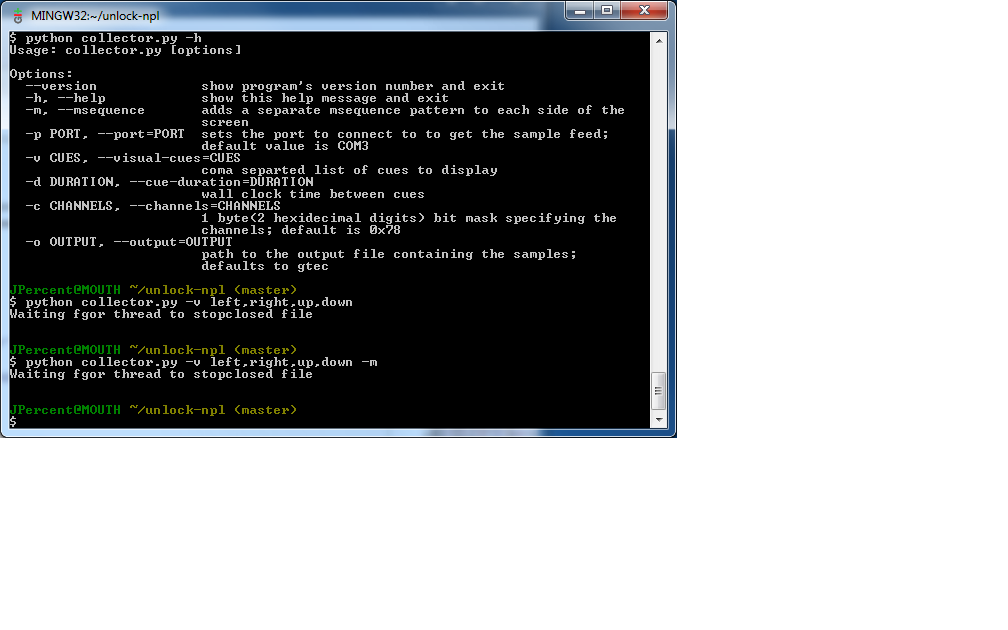 MINGW32:~/unlock-npl
$ python collector.py -h
Usage: collector.py [options]
Options:
--version show program's version number and exit
-h, --help show this help message and exit
-m, --msequence adds a separate msequence pattern to each side of the
screen
-p PORT, --port=PORT sets the port to connect to to get the sample feed;
default value is COM3
-v CUES, --visual-cues=CUES
coma separted list of cues to display
-d DURATION, --cue-duration=DURATION
wall clock time between cues
-c CHANNELS, --channels=CHANNELS
1 byte(2 hexidecimal digits) bit mask specifying the
channels; default is 0x78
-o OUTPUT, --output=OUTPUT
path to the output file containing the samples;
defaults to gtec
JPercent@MOUTH ~/unlock-npl (master)
$ python collector.py -v left,right,up,down
Waiting fgor thread to stopclosed file
JPercent@MOUTH ~/unlock-npl (master)
$ python collector.py -v left,right,up,down -m
Waiting fgor thread to stopclosed file
JPercent@MOUTH ~/unlock-npl (master)
$